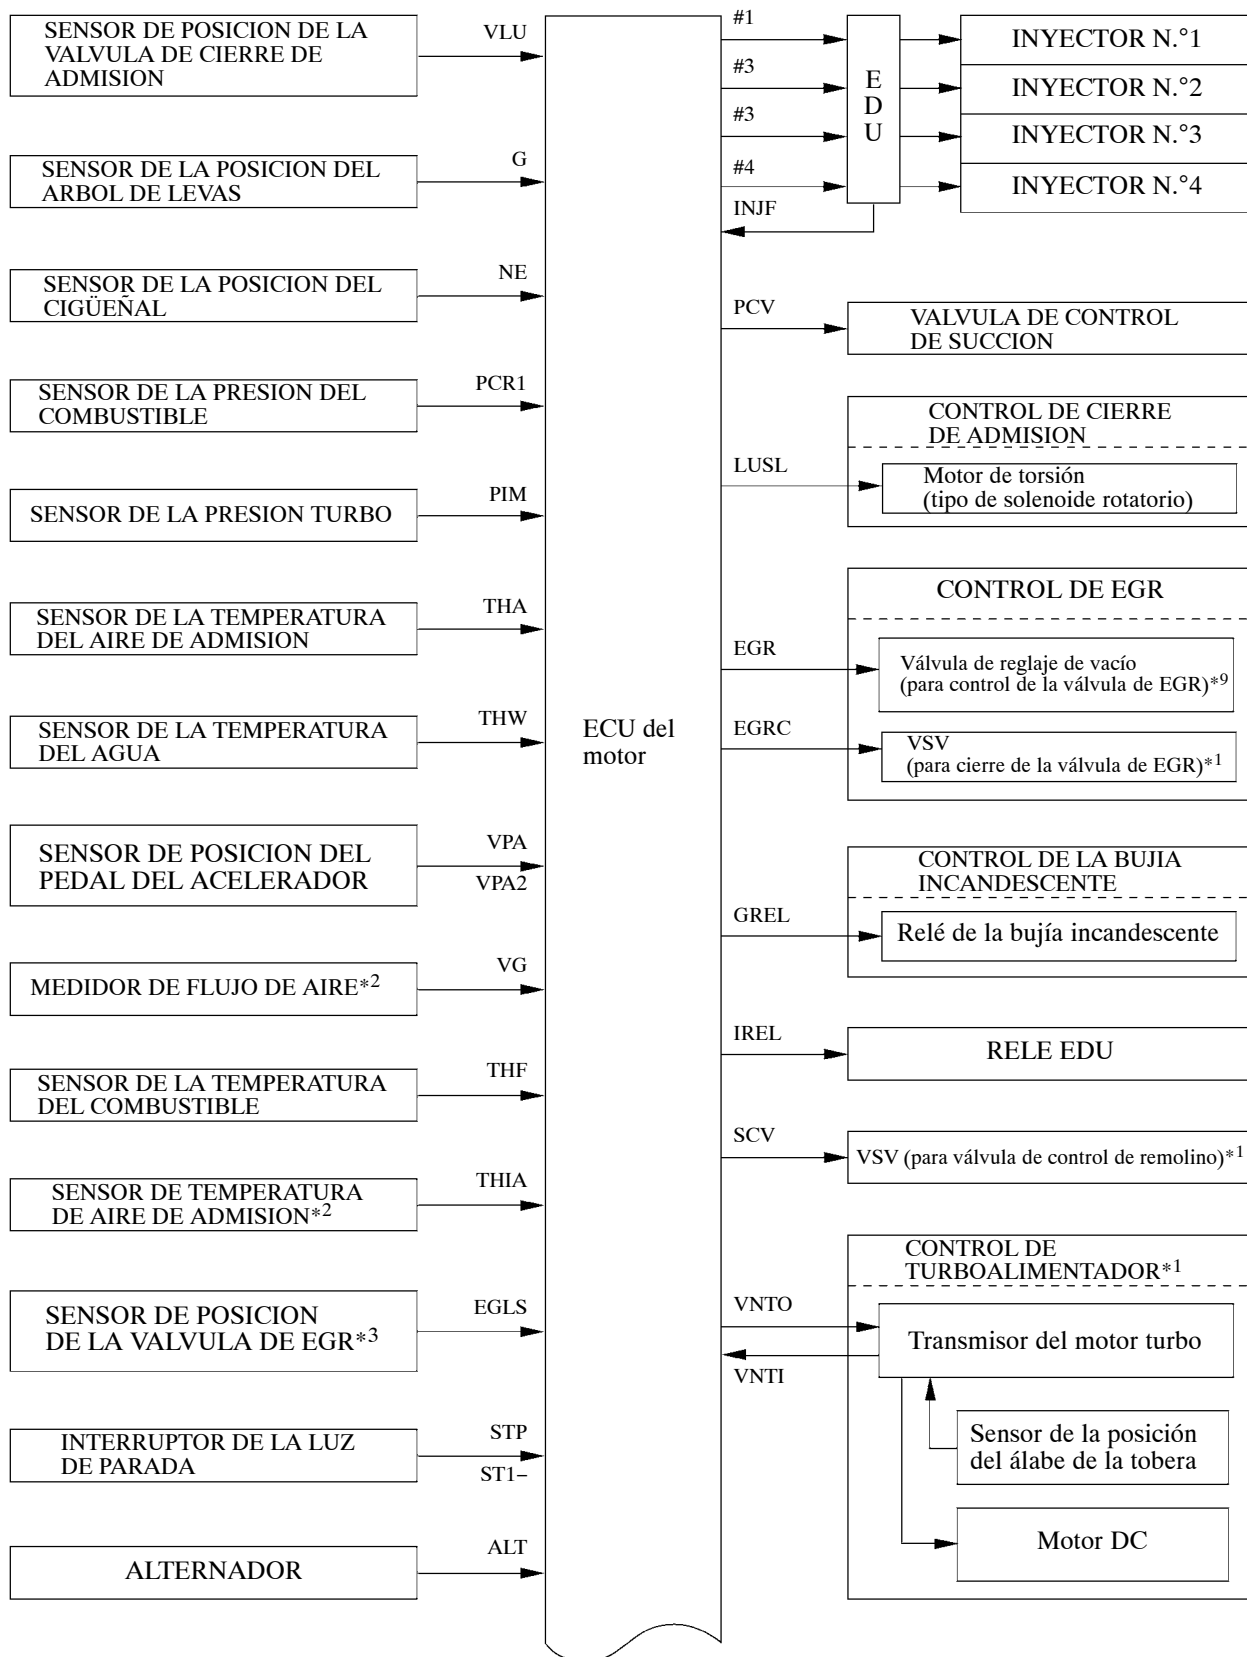 SENSOR DE POSICION DE LA
VALVULA DE CIERRE DE
ADMISION
VLU
SENSOR DE LA POSICION DEL
ARBOL DE LEVAS
G
SENSOR DE LA POSICION DEL
CIGÜEÑAL
NE
SENSOR DE LA PRESION DEL
COMBUSTIBLE
PCR1
SENSOR DE LA PRESION TURBO
PIM
SENSOR DE LA TEMPERATURA
DEL AIRE DE ADMISION
THA
SENSOR DE LA TEMPERATURA
DEL AGUA
THW
SENSOR DE POSICION DEL
PEDAL DEL ACELERADOR
VPA
VPA2
MEDIDOR DE FLUJO DE AIRE*2
VG
SENSOR DE LA TEMPERATURA
DEL COMBUSTIBLE
THF
SENSOR DE TEMPERATURA
DE AIRE DE ADMISION*2
THIA
SENSOR DE POSICION
DE LA VALVULA DE EGR*3
EGLS
INTERRUPTOR DE LA LUZ
DE PARADA
STP
ST1−
ALTERNADOR
ALT
ECU del
motor
#1
#3
#3
#4
INJF
E
D
U
INYECTOR N.°1
INYECTOR N.°2
INYECTOR N.°3
INYECTOR N.°4
PCV
VALVULA DE CONTROL
DE SUCCION
CONTROL DE CIERRE
DE ADMISION
LUSL
Motor de torsión
(tipo de solenoide rotatorio)
CONTROL DE EGR
EGR
Válvula de reglaje de vacío
(para control de la válvula de EGR)*9
EGRC
VSV
(para cierre de la válvula de EGR)*1
CONTROL DE LA BUJIA
INCANDESCENTE
GREL
Relé de la bujía incandescente
IREL
RELE EDU
SCV
VSV (para válvula de control de remolino)*1
CONTROL DE
TURBOALIMENTADOR*1
VNTO
VNTI
Transmisor del motor turbo
Sensor de la posición
del álabe de la tobera
Motor DC